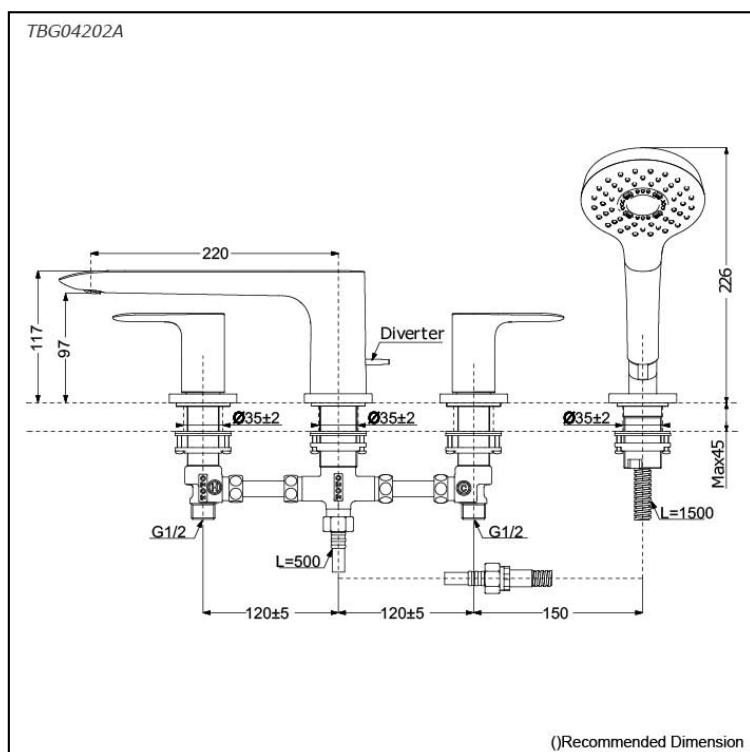 TBG04202A
220
226
117
97
Diverter
Ø35±2
Ø35±2
Ø35±2
Max45
G1/2
G1/2
L=1500
L=500
120±5
120±5
150
()Recommended Dimension